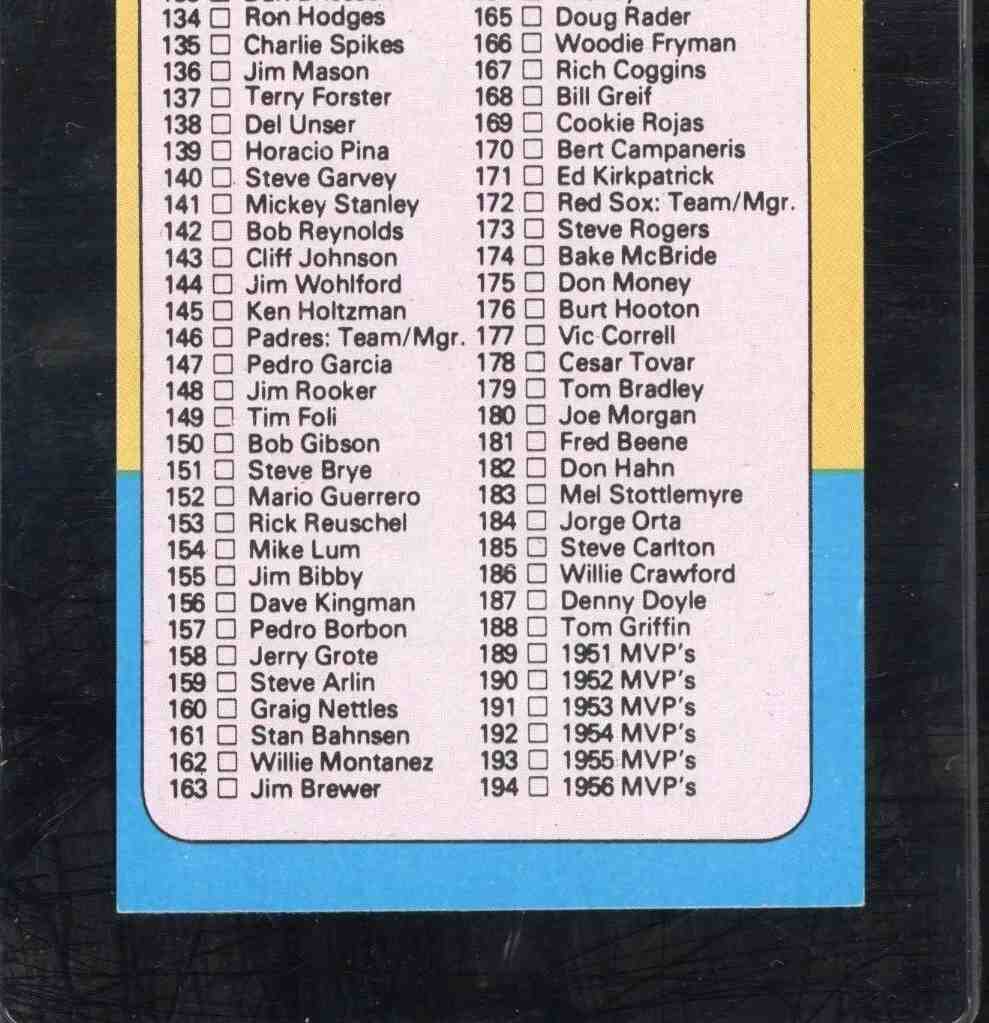 134 □ Ron Hodges
135 □ Charlie Spikes
136 □ Jim Mason
137 □ Terry Forster
138 □ Del Unser
139 □ Horacio Pina
140 □ Steve Garvey
141 □ Mickey Stanley
142 □ Bob Reynolds
143 □ Cliff Johnson
144 □ Jim Wohlford
145 □ Ken Holtzman
146 □ Padres: Team/Mgr.
147 □ Pedro Garcia
148 □ Jim Rooker
149 □ Tim Foli
150 □ Bob Gibson
151 □ Steve Brye
152 □ Mario Guerrero
153 □ Rick Reuschel
154 □ Mike Lum
155 □ Jim Bibby
156 □ Dave Kingman
157 □ Pedro Borbon
158 □ Jerry Grote
159 □ Steve Arlin
160 □ Graig Nettles
161 □ Stan Bahnsen
162 □ Willie Montanez
163 □ Jim Brewer
165 □ Doug Rader
166 □ Woodie Fryman
167 □ Rich Coggins
168 □ Bill Greif
169 □ Cookie Rojas
170 □ Bert Campaneris
171 □ Ed Kirkpatrick
172 □ Red Sox: Team/Mgr.
173 □ Steve Rogers
174 □ Bake McBride
175 □ Don Money
176 □ Burt Hooton
177 □ Vic Correll
178 □ Cesar Tovar
179 □ Tom Bradley
180 □ Joe Morgan
181 □ Fred Beene
182 □ Don Hahn
183 □ Mel Stottlemyre
184 □ Jorge Orta
185 □ Steve Carlton
186 □ Willie Crawford
187 □ Denny Doyle
188 □ Tom Griffin
189 □ 1951 MVP's
190 □ 1952 MVP's
191 □ 1953 MVP's
192 □ 1954 MVP's
193 □ 1955 MVP's
194 □ 1956 MVP's